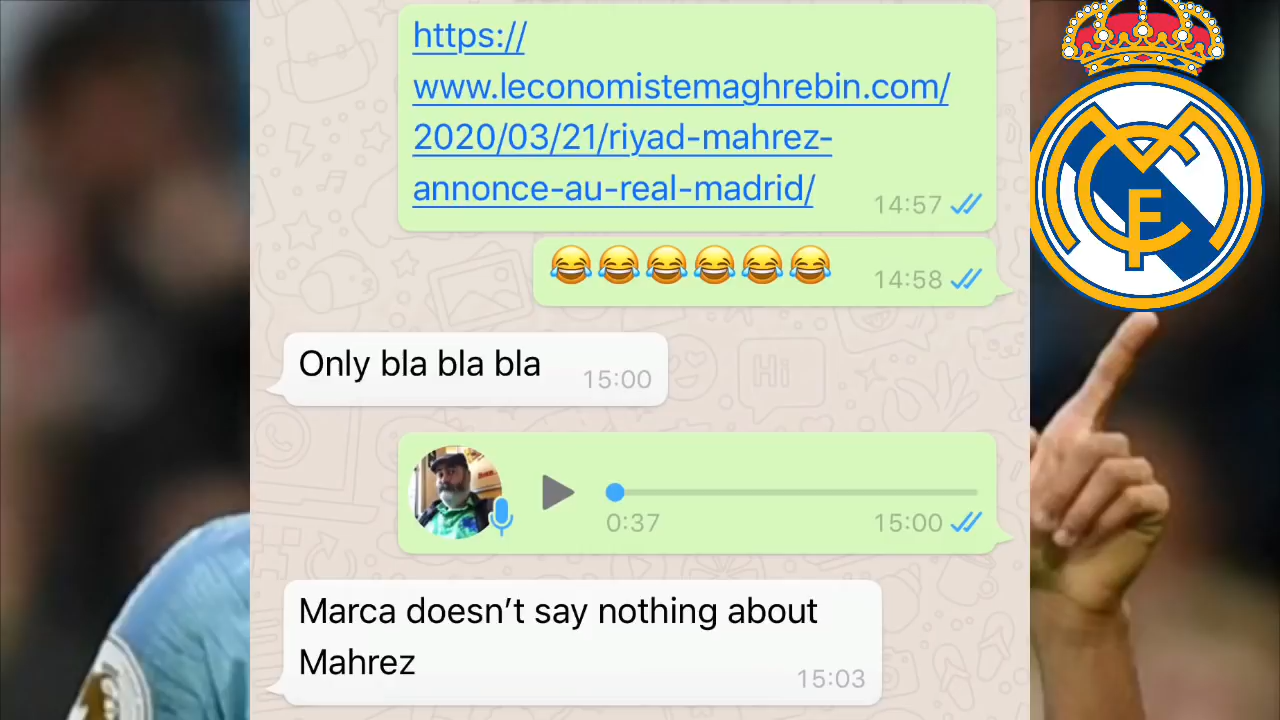 https://
www.leconomistemaghrebin.com/
2020/03/21/riyad-mahrez-
annonce-au-real-madrid/
14:57
14:58
Only bla bla bla
15:00
0:37
15:00
Marca doesn’t say nothing about
Mahrez
15:03
Hi